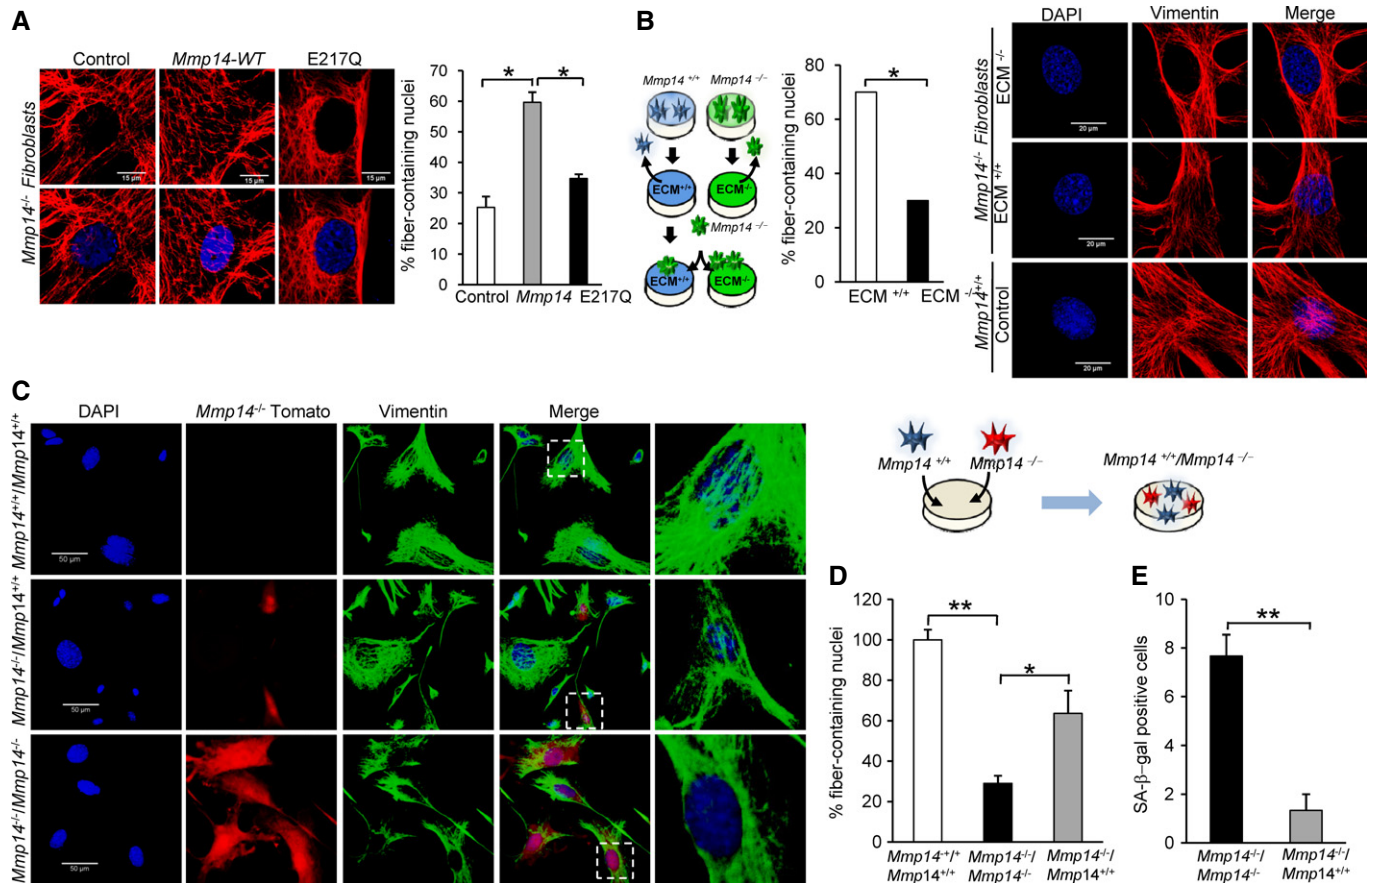 A
Control
Mmp14-WT
E217Q
Mmp14-/- Fibroblasts
15 µm
15 µm
15 µm
% fiber-containing nuclei
70
60
50
40
30
20
10
0
*
*
Control
Mmp14
E217Q
B
Mmp14 +/+
Mmp14 -/-
ECM+/+
ECM-/-
Mmp14 -/-
ECM+/+
ECM-/-
% fiber-containing nuclei
80
60
40
20
0
*
ECM +/+
ECM -/-
DAPI
Vimentin
Merge
Mmp14-/- Fibroblasts
ECM -/-
ECM +/+
Mmp14+/+
Control
20 µm
20 µm
20 µm
C
DAPI
Mmp14-/- Tomato
Vimentin
Merge
Mmp14+/+/Mmp14+/+
50 µm
Mmp14-/-/Mmp14+/+
50 µm
Mmp14-/-/Mmp14-/-
50 µm
Mmp14 +/+
Mmp14 -/-
Mmp14 +/+/Mmp14 -/-
D
% fiber-containing nuclei
120
100
80
60
40
20
0
**
*
Mmp14-+/+
Mmp14+/+
Mmp14-/-/
Mmp14-/-
Mmp14-/-/
Mmp14+/+
E
SA-β-gal positive cells
10
8
6
4
2
0
**
Mmp14-/-/
Mmp14-/-
Mmp14-/-/
Mmp14+/+